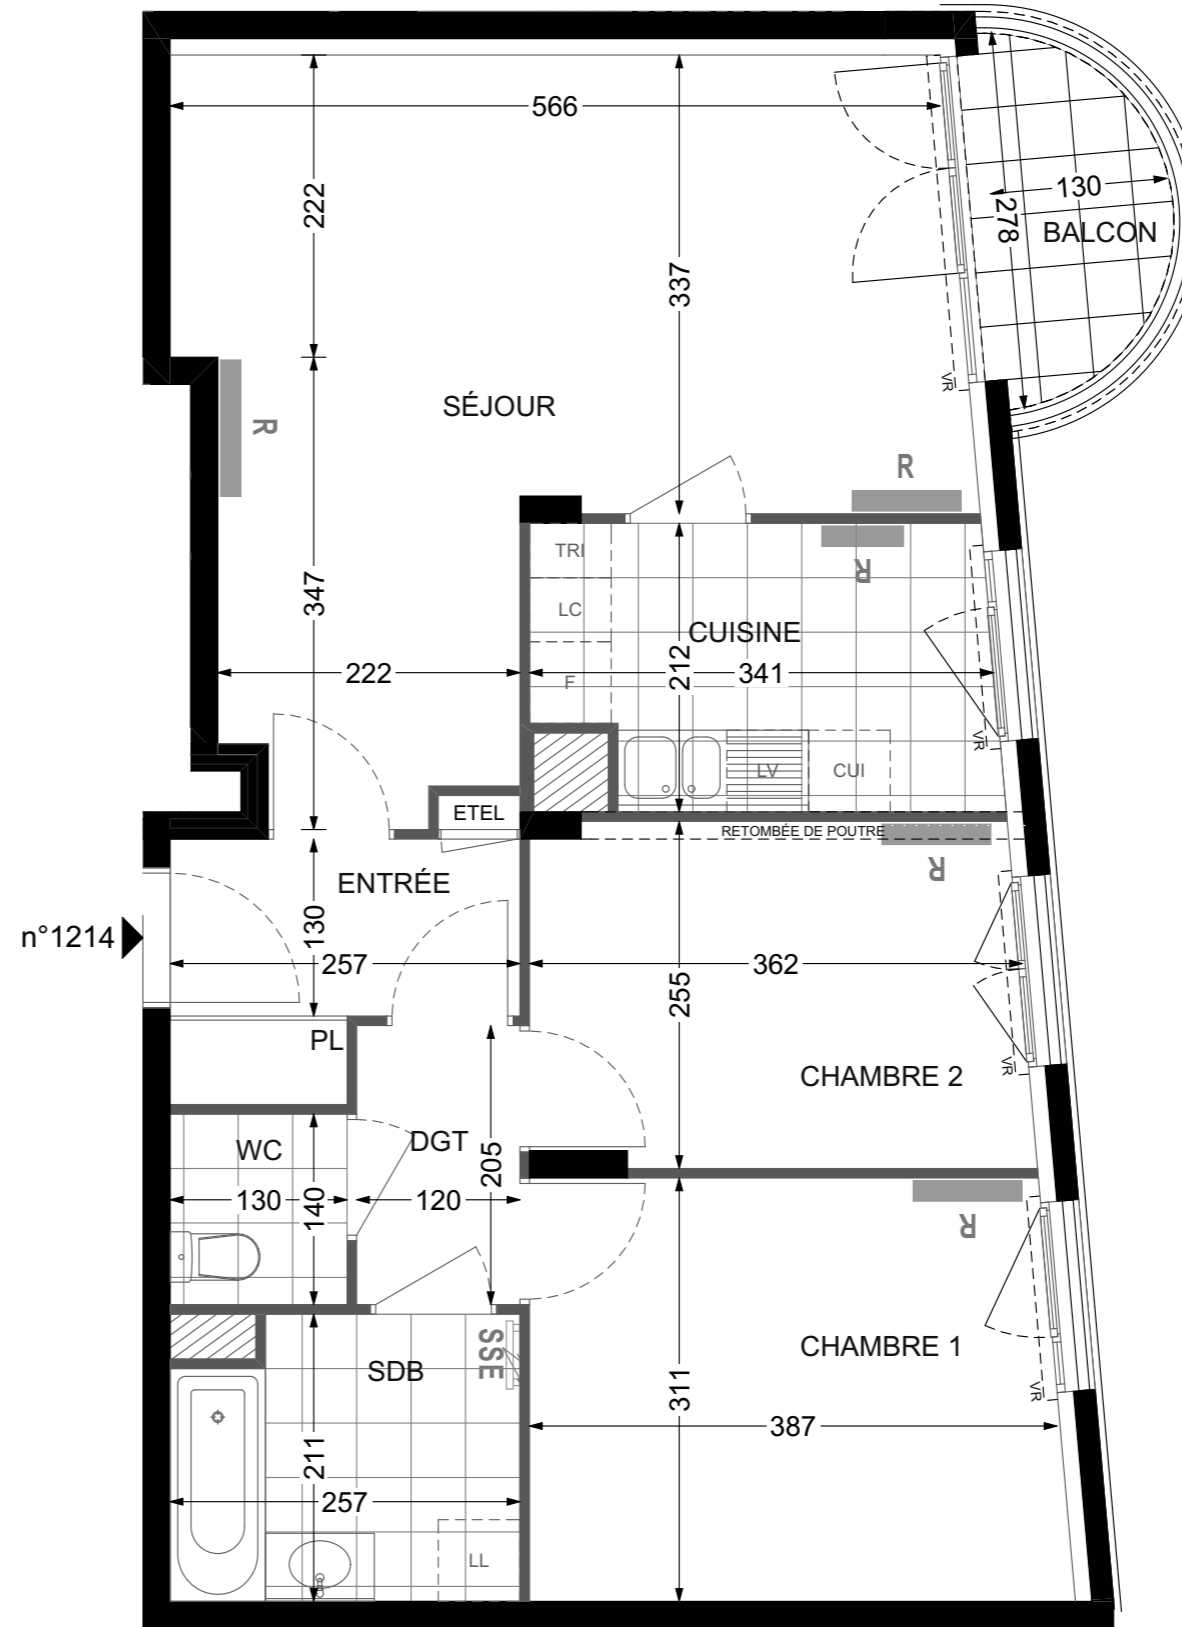 566
222
337
130
278
BALCON
VR
SÉJOUR
R
R
347
TRI
R
LC
CUISINE
222
212
341
F
VR
LV
CUI
ETEL
RETOMBÉE DE POUTRE
R
ENTRÉE
n°1214
130
257
362
255
PL
VR
CHAMBRE 2
WC
DGT
205
130
140
120
R
SSE
CHAMBRE 1
SDB
VR
311
387
211
257
LL